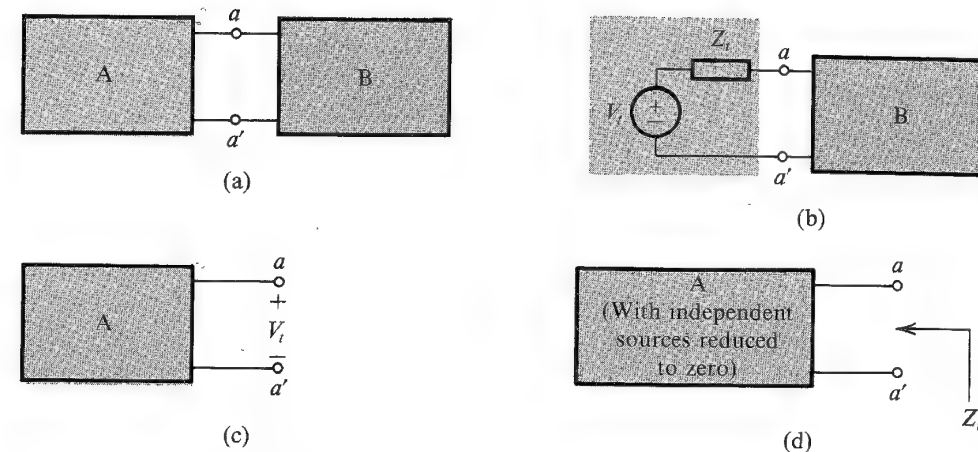 a
A
B
a'
(a)
Z_t
a
V_t
+
−
B
a'
(b)
a
A
+
V_t
−
a'
(c)
a
A
(With independent
sources reduced
to zero)
a'
Z_t
(d)